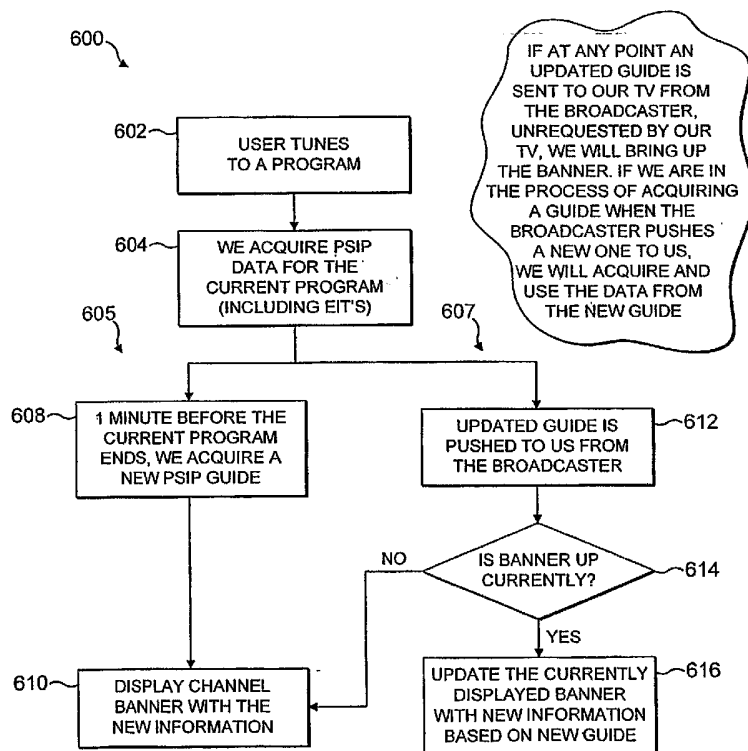 600
602
USER TUNES
TO A PROGRAM
604
WE ACQUIRE PSIP
DATA FOR THE
CURRENT PROGRAM
(INCLUDING EIT'S)
IF AT ANY POINT AN
UPDATED GUIDE IS
SENT TO OUR TV FROM
THE BROADCASTER,
UNREQUESTED BY OUR
TV, WE WILL BRING UP
THE BANNER. IF WE ARE
IN THE PROCESS OF ACQUIRING
A GUIDE WHEN THE
BROADCASTER PUSHES
A NEW ONE TO US,
WE WILL ACQUIRE AND
USE THE DATA FROM
THE NEW GUIDE
605
607
608
1 MINUTE BEFORE THE
CURRENT PROGRAM
ENDS, WE ACQUIRE A
NEW PSIP GUIDE
612
UPDATED GUIDE IS
PUSHED TO US FROM
THE BROADCASTER
NO
IS BANNER UP
CURRENTLY?
614
YES
610
DISPLAY CHANNEL
BANNER WITH THE
NEW INFORMATION
616
UPDATE THE CURRENTLY
DISPLAYED BANNER
WITH NEW INFORMATION
BASED ON NEW GUIDE